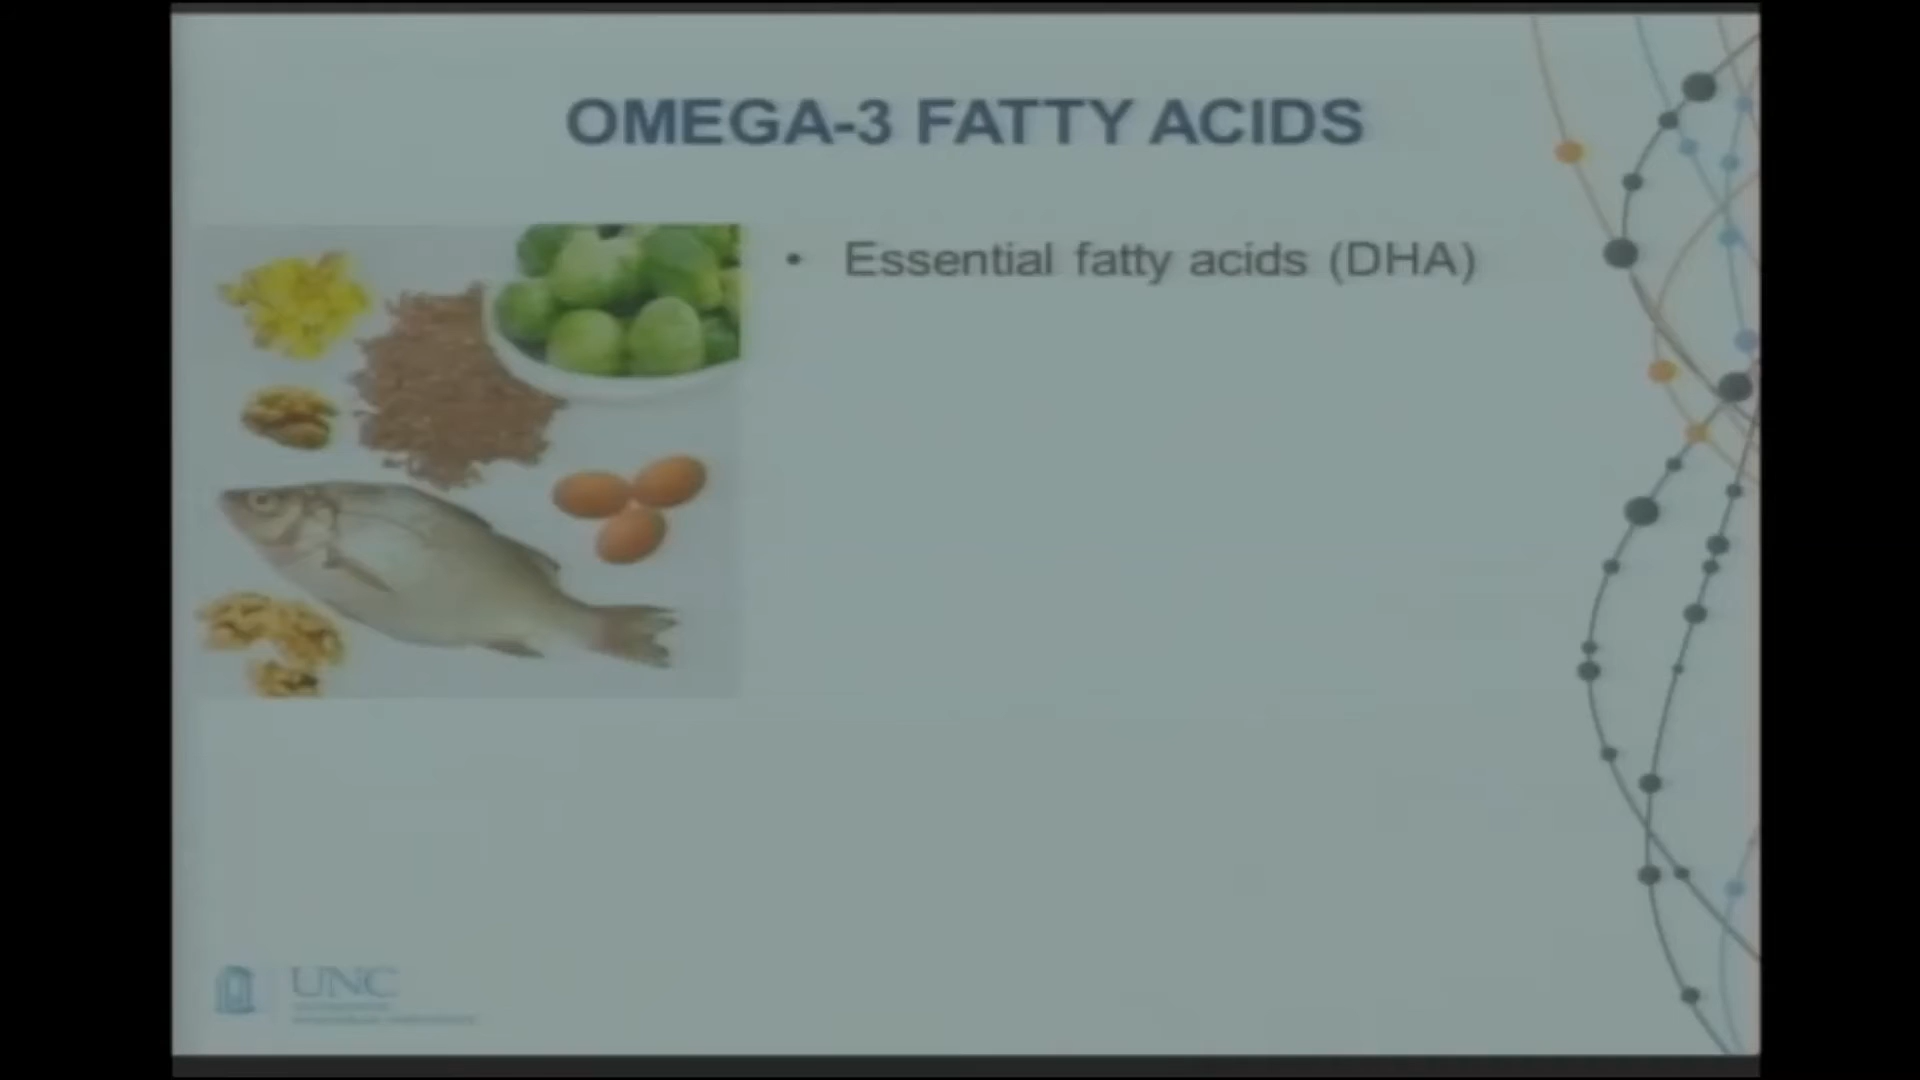 OMEGA-3 FATTY ACIDS
• Essential fatty acids (DHA)
UNC